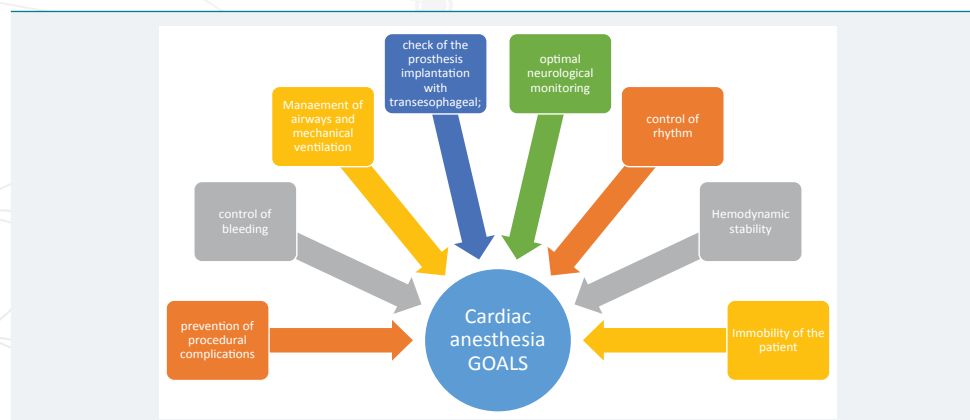 check of the
prosthesis
implantation
with
transesophageal;
optimal
neurological
monitoring
Manaement of
airways and
mechanical
ventilation
control of
rhythm
control of
bleeding
Hemodynamic
stability
prevention of
procedural
complications
Cardiac
anesthesia
GOALS
Immobility of the
patient